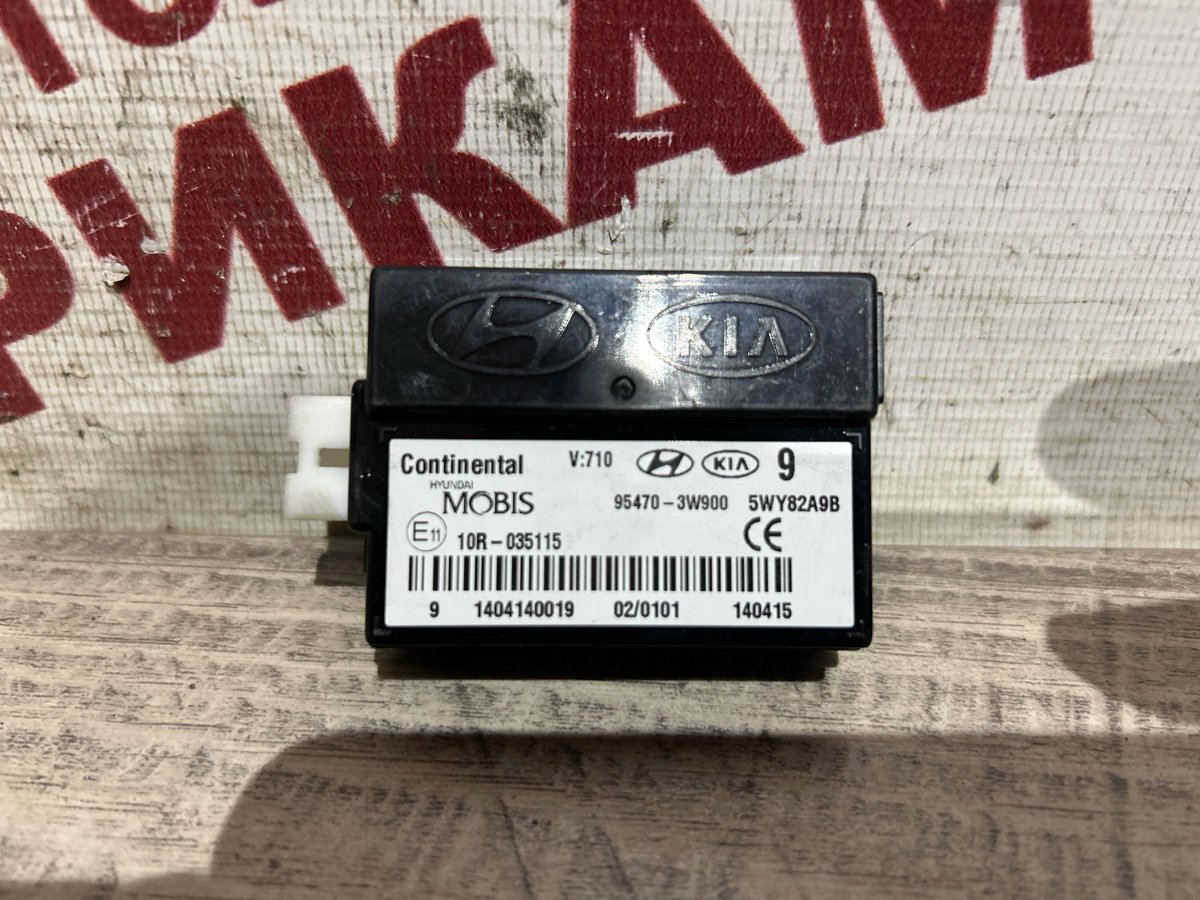 РИКАМ
KIA
Continental V:710 KIA 9
HYUNDAI
MOBIS 95470-3W900 5WY82A9B
E11 10R-035115 CE
9 1404140019 02/0101 140415